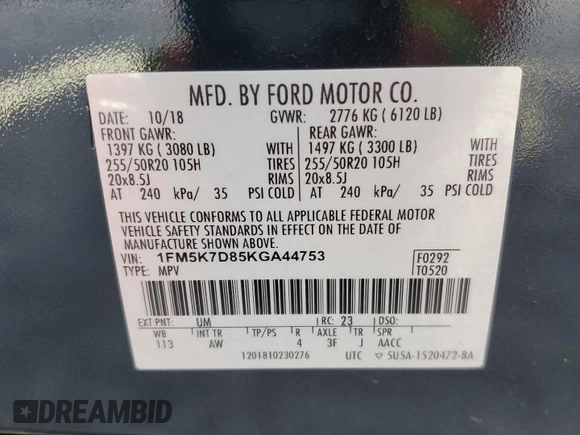 MFD. BY FORD MOTOR CO.
DATE: 10/18 GVWR: 2776 KG ( 6120 LB)
FRONT GAWR: REAR GAWR:
1397 KG ( 3080 LB) WITH 1497 KG ( 3300 LB) WITH
255/50R20 105H TIRES 255/50R20 105H TIRES
20x8.5J RIMS 20x8.5J RIMS
AT 240 kPa/ 35 PSI COLD AT 240 kPa/ 35 PSI COLD
THIS VEHICLE CONFORMS TO ALL APPLICABLE FEDERAL MOTOR
VEHICLE SAFETY STANDARDS IN EFFECT ON THE DATE OF
MANUFACTURE SHOWN ABOVE.
VIN: 1FM5K7D85KGA44753 F0292
TYPE: MPV T0520
EXT PNT: UM RC: 23 DSO:
WB INT TR TP/PS R AXLE TR SPR
113 AW 4 3F J AACC
1201810230276 UTC ▽ SU5A-1520472-BA
DREAMBID